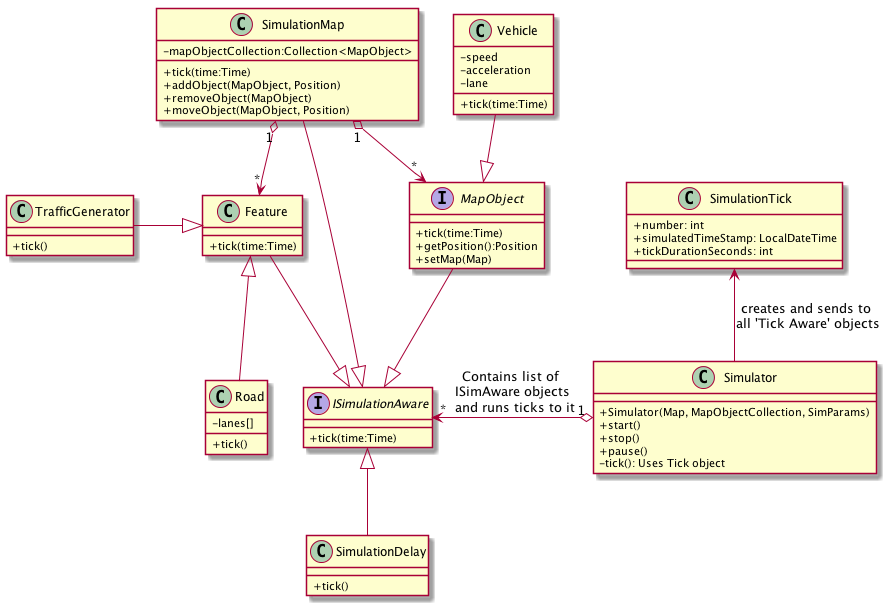 C SimulationMap
-mapObjectCollection:Collection<MapObject>
+tick(time:Time)
+addObject(MapObject, Position)
+removeObject(MapObject)
+moveObject(MapObject, Position)
C Vehicle
-speed
-acceleration
-lane
+tick(time:Time)
1
1
*
*
C TrafficGenerator
+tick()
C Feature
+tick(time:Time)
I MapObject
+tick(time:Time)
+getPosition():Position
+setMap(Map)
C SimulationTick
+number: int
+simulatedTimeStamp: LocalDateTime
+tickDurationSeconds: int
creates and sends to
all 'Tick Aware' objects
C Road
-lanes[]
+tick()
I ISimulationAware
+tick(time:Time)
Contains list of
ISimAware objects
and runs ticks to it
*
1
C Simulator
+Simulator(Map, MapObjectCollection, SimParams)
+start()
+stop()
+pause()
-tick(): Uses Tick object
C SimulationDelay
+tick()